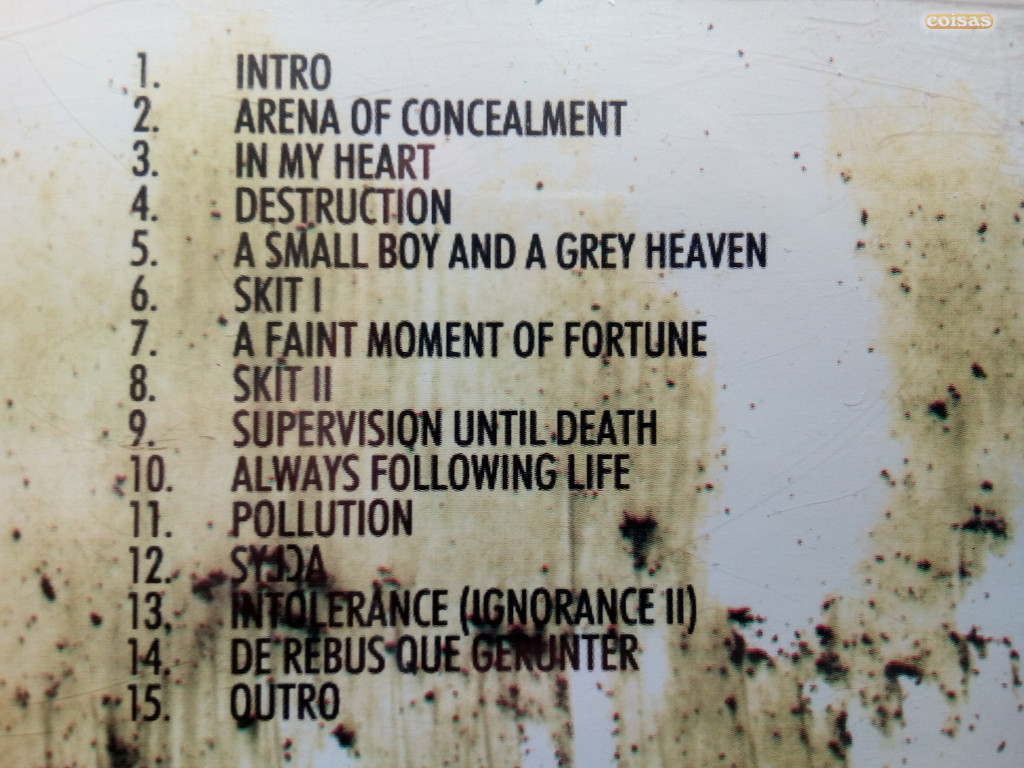 coisas
1. INTRO
2. ARENA OF CONCEALMENT
3. IN MY HEART
4. DESTRUCTION
5. A SMALL BOY AND A GREY HEAVEN
6. SKIT I
7. A FAINT MOMENT OF FORTUNE
8. SKIT II
9. SUPERVISION UNTIL DEATH
10. ALWAYS FOLLOWING LIFE
11. POLLUTION
12.
13. INTOLERANCE (IGNORANCE II)
14. DE REBUS QUE GERUNTER
15. OUTRO